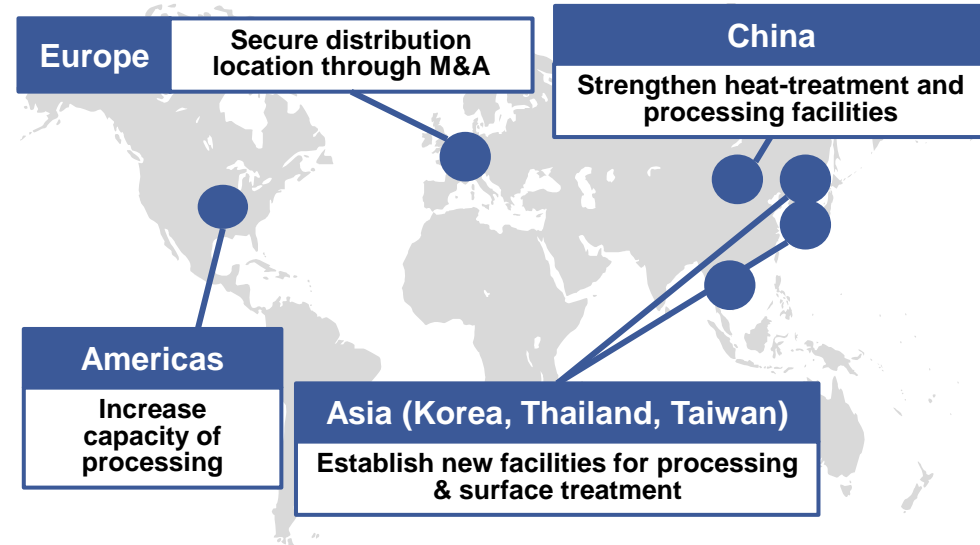 Europe
Secure distribution
location through M&A
China
Strengthen heat-treatment and
processing facilities
Americas
Increase
capacity of
processing
Asia (Korea, Thailand, Taiwan)
Establish new facilities for processing
& surface treatment